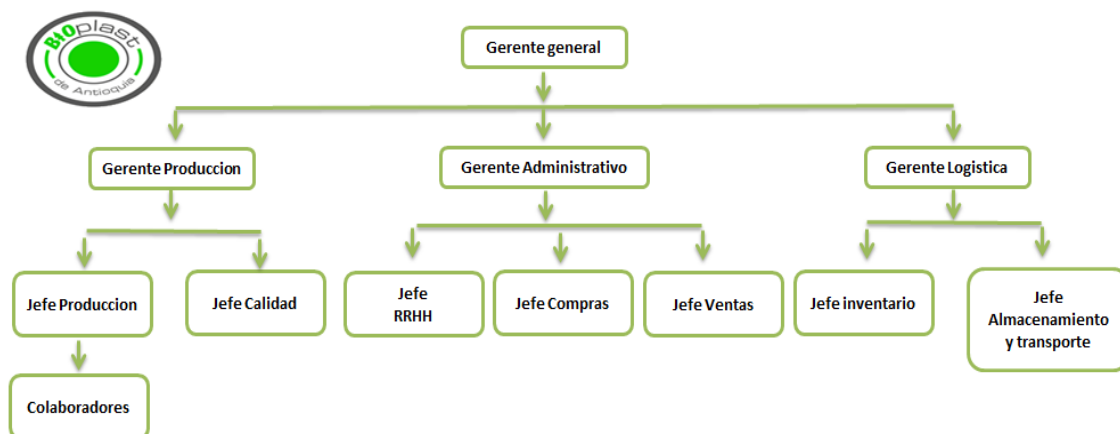 BIOplast
de Antioquia
Gerente general
Gerente Produccion
Gerente Administrativo
Gerente Logistica
Jefe Produccion
Jefe Calidad
Jefe
RRHH
Jefe Compras
Jefe Ventas
Jefe inventario
Jefe
Almacenamiento
y transporte
Colaboradores